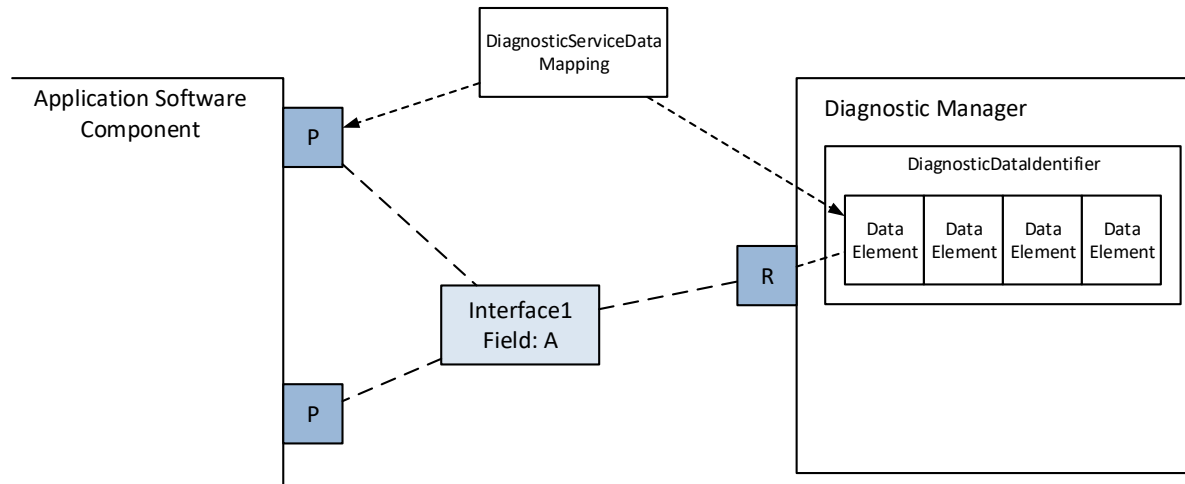 DiagnosticServiceData
Mapping
Application Software
Component
P
Diagnostic Manager
DiagnosticDataIdentifier
Data
Element
Data
Element
Data
Element
Data
Element
R
Interface1
Field: A
P